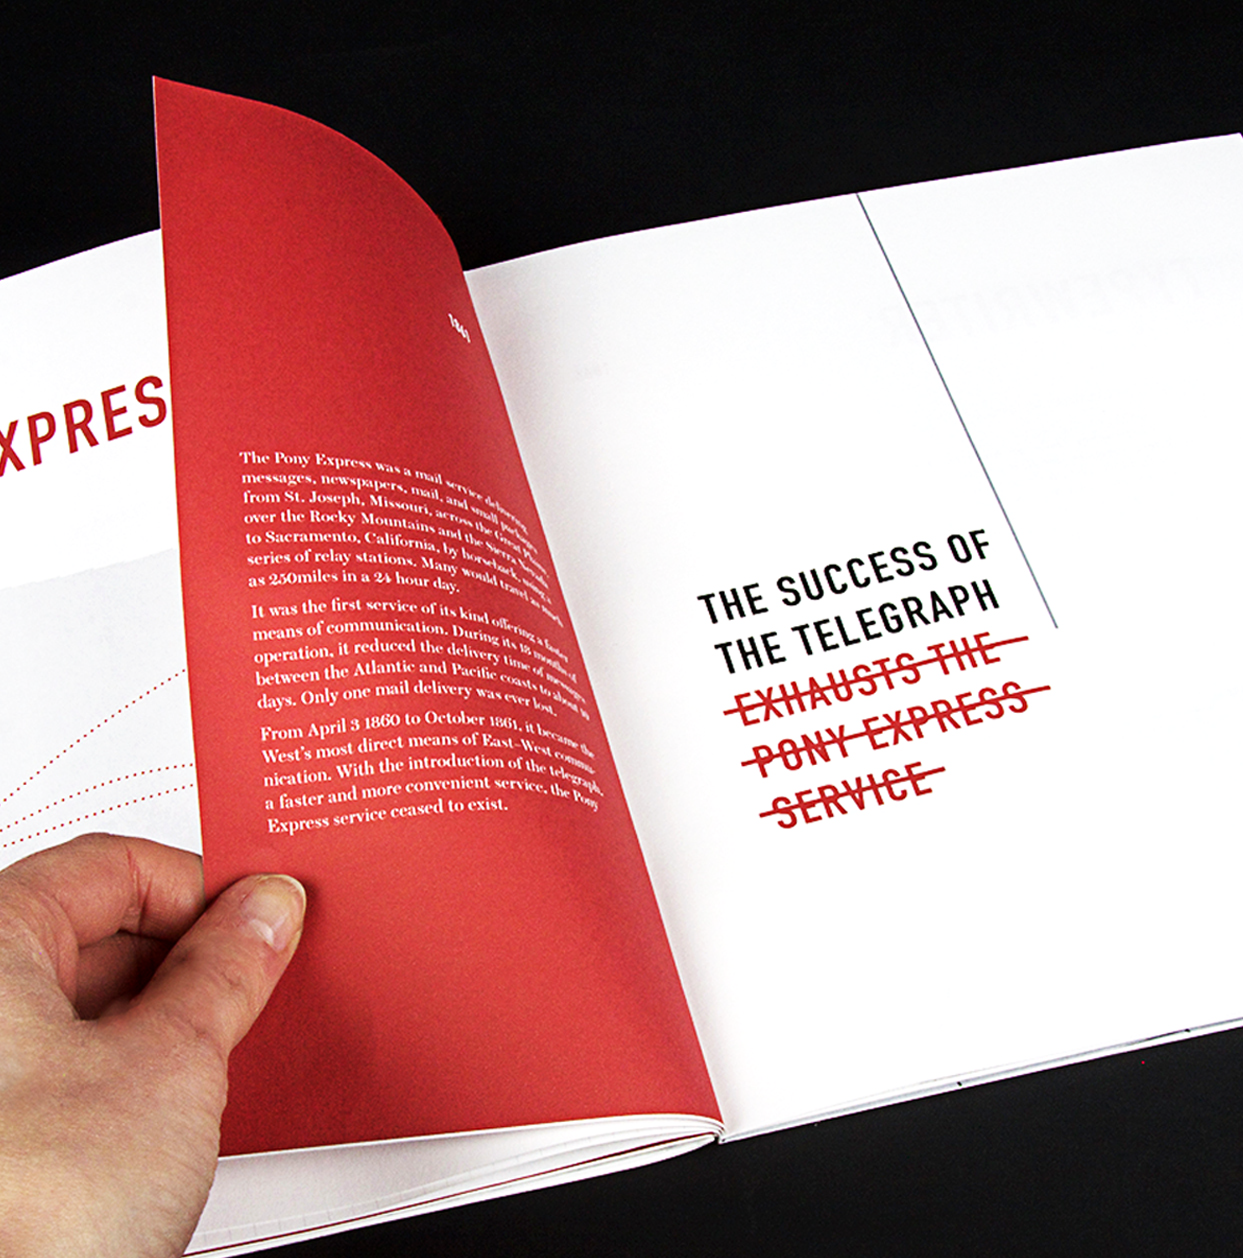 XPRES
1861
The Pony Express was a mail service delivering
messages, newspapers, mail, and small packages
from St. Joseph, Missouri, across the Great Plains
over the Rocky Mountains and the Sierra Nevada
to Sacramento, California, by horseback, using a
series of relay stations. Many would travel as much
as 250miles in a 24 hour day.
It was the first service of its kind offering a faster
means of communication. During its 18 months of
operation, it reduced the delivery time of messages
between the Atlantic and Pacific coasts to about 10
days. Only one mail delivery was ever lost.
From April 3 1860 to October 1861, it became the
West's most direct means of East–West commu-
nication. With the introduction of the telegraph,
a faster and more convenient service, the Pony
Express service ceased to exist.
THE SUCCESS OF
THE TELEGRAPH
EXHAUSTS THE
PONY EXPRESS
SERVICE
TYPEWRITER